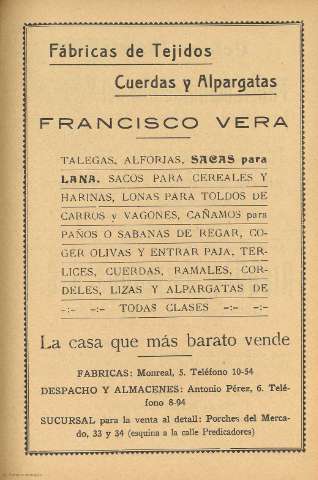 Fábricas de Tejidos
Cuerdas y Alpargatas
FRANCISCO VERA
TALEGAS, ALFORJAS, SACAS para
LANA, SACOS PARA CEREALES Y
HARINAS, LONAS PARA TOLDOS DE
CARROS y VAGONES, CAÑAMOS para
PAÑOS O SABANAS DE REGAR, CO-
GER OLIVAS Y ENTRAR PAJA, TER-
LICES, CUERDAS, RAMALES, COR-
DELES, LIZAS Y ALPARGATAS DE
-:- -:- TODAS CLASES -:- -:-
La casa que más barato vende
FABRICAS: Monreal, 5. Teléfono 10-54
DESPACHO Y ALMACENES: Antonio Pérez, 6. Telé-
fono 8-94
SUCURSAL para la venta al detall: Porches del Merca-
do, 33 y 34 (esquina a la calle Predicadores)